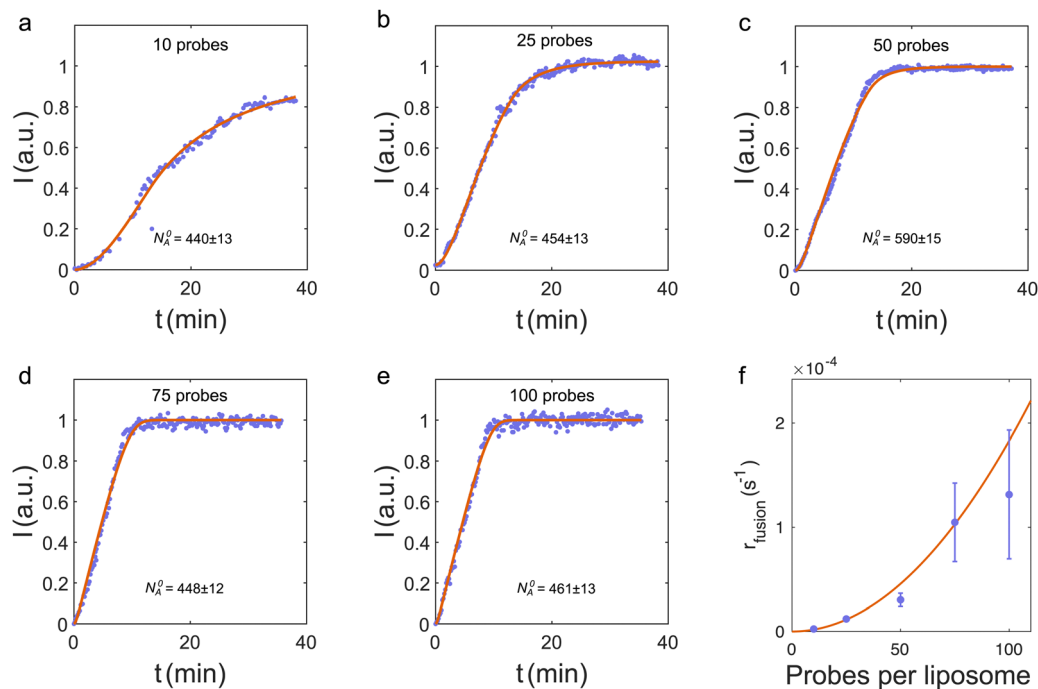 a
10 probes
1
0.8
0.6
0.4
0.2
0
I (a.u.)
N_A^0 = 440±13
0 20 40
t (min)
b
25 probes
1
0.8
0.6
0.4
0.2
0
I (a.u.)
N_A^0 = 454±13
0 20 40
t (min)
c
50 probes
1
0.8
0.6
0.4
0.2
0
I (a.u.)
N_A^0 = 590±15
0 20 40
t (min)
d
75 probes
1
0.8
0.6
0.4
0.2
0
I (a.u.)
N_A^0 = 448±12
0 20 40
t (min)
e
100 probes
1
0.8
0.6
0.4
0.2
0
I (a.u.)
N_A^0 = 461±13
0 20 40
t (min)
f
×10⁻⁴
2
1
0
r_fusion (s⁻¹)
0 50 100
Probes per liposome